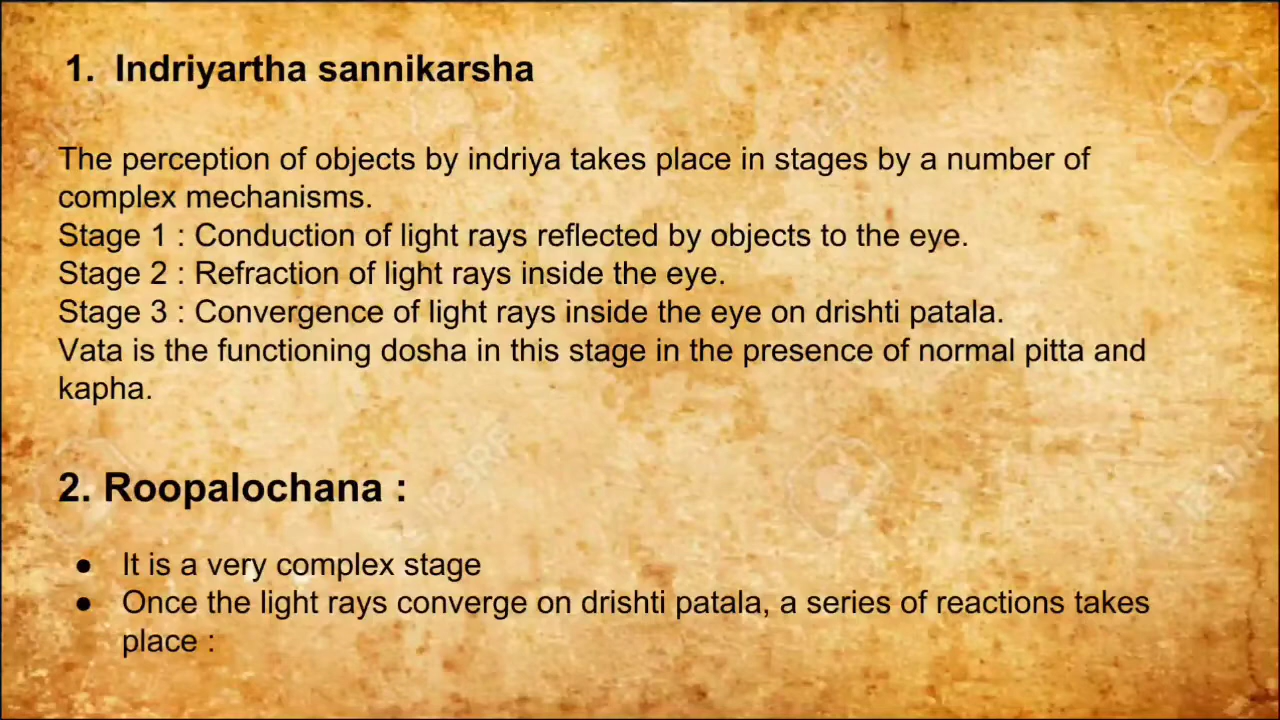 1. Indriyartha sannikarsha
The perception of objects by indriya takes place in stages by a number of
complex mechanisms.
Stage 1 : Conduction of light rays reflected by objects to the eye.
Stage 2 : Refraction of light rays inside the eye.
Stage 3 : Convergence of light rays inside the eye on drishti patala.
Vata is the functioning dosha in this stage in the presence of normal pitta and
kapha.
2. Roopalochana :
● It is a very complex stage
● Once the light rays converge on drishti patala, a series of reactions takes
place :